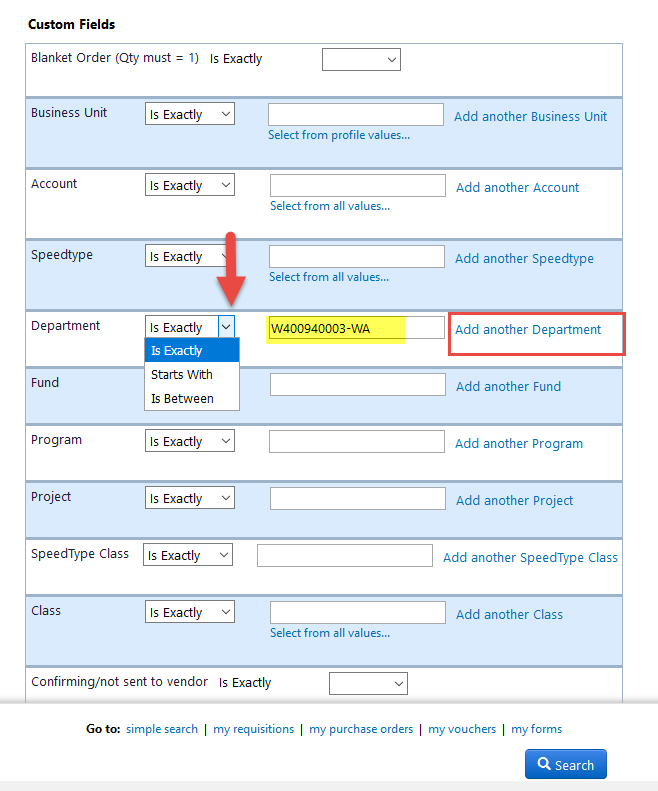 Custom Fields
Blanket Order (Qty must = 1) Is Exactly
Business Unit Is Exactly Add another Business Unit
Select from profile values...
Account Is Exactly Add another Account
Select from all values...
Speedtype Is Exactly Add another Speedtype
Select from all values...
Department Is Exactly W400940003-WA Add another Department
Is Exactly
Starts With
Is Between
Fund Add another Fund
Program Is Exactly Add another Program
Project Is Exactly Add another Project
SpeedType Class Is Exactly Add another SpeedType Class
Class Is Exactly Add another Class
Select from all values...
Confirming/not sent to vendor Is Exactly
Go to: simple search | my requisitions | my purchase orders | my vouchers | my forms
Search